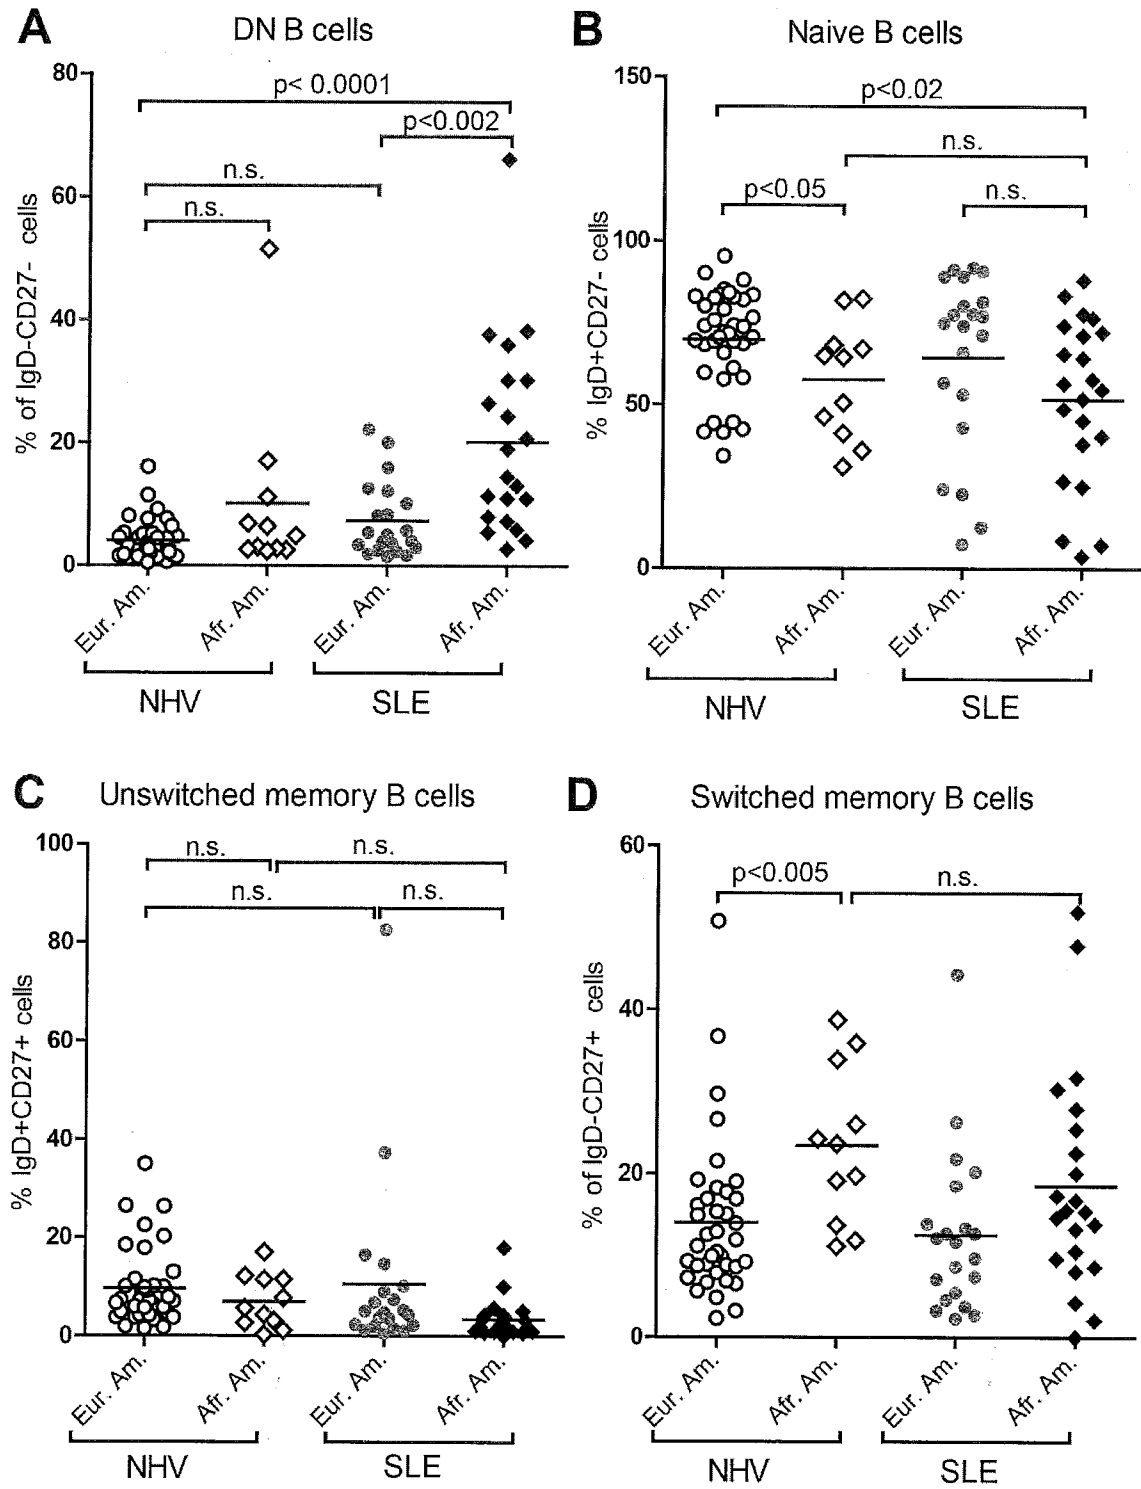 A
DN B cells
p< 0.0001
p<0.002
n.s.
n.s.
80
60
40
20
0
% of IgD-CD27- cells
Eur. Am.
Afr. Am.
Eur. Am.
Afr. Am.
NHV
SLE
B
Naive B cells
p<0.02
n.s.
p<0.05
n.s.
150
100
50
0
% IgD+CD27- cells
Eur. Am.
Afr. Am.
Eur. Am.
Afr. Am.
NHV
SLE
C
Unswitched memory B cells
n.s.
n.s.
n.s.
n.s.
100
80
60
40
20
0
% IgD+CD27+ cells
Eur. Am.
Afr. Am.
Eur. Am.
Afr. Am.
NHV
SLE
D
Switched memory B cells
p<0.005
n.s.
60
40
20
0
% of IgD-CD27+ cells
Eur. Am.
Afr. Am.
Eur. Am.
Afr. Am.
NHV
SLE